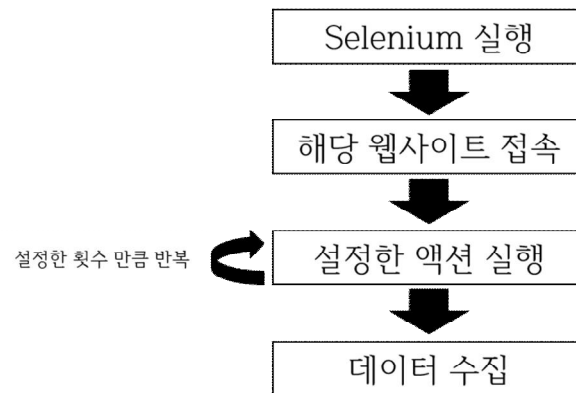 Selenium 실행
해당 웹사이트 접속
설정한 횟수 만큼 반복
설정한 액션 실행
데이터 수집